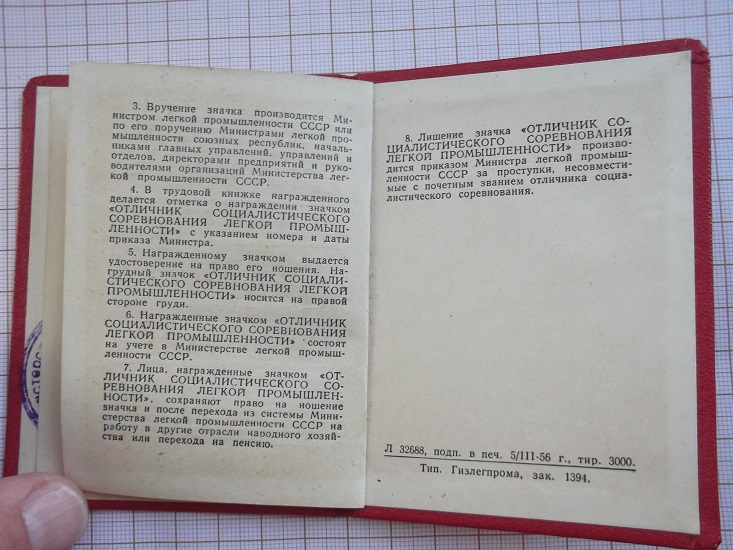 3. Вручение значка производится Ми-
нистром легкой промышленности СССР или
по его поручению Министрами легкой про-
мышленности союзных республик, началь-
никами главных управлений, управлений и
отделов, директорами предприятий и руко-
водителями организаций Министерства лег-
кой промышленности СССР.
4. В трудовой книжке награжденного
делается отметка о награждении значком
«ОТЛИЧНИК СОЦИАЛИСТИЧЕСКОГО
СОРЕВНОВАНИЯ ЛЕГКОЙ ПРОМЫШ-
ЛЕННОСТИ» с указанием номера и даты
приказа Министра.
5. Награжденному значком выдается
удостоверение на право его ношения. На-
грудный значок «ОТЛИЧНИК СОЦИАЛИ-
СТИЧЕСКОГО СОРЕВНОВАНИЯ ЛЕГКОЙ
ПРОМЫШЛЕННОСТИ» носится на правой
стороне груди.
6. Награжденные значком «ОТЛИЧНИК
СОЦИАЛИСТИЧЕСКОГО СОРЕВНОВАНИЯ
ЛЕГКОЙ ПРОМЫШЛЕННОСТИ» состоят
на учете в Министерстве легкой промыш-
ленности СССР.
7. Лица, награжденные значком «ОТ-
ЛИЧНИК СОЦИАЛИСТИЧЕСКОГО СО-
РЕВНОВАНИЯ ЛЕГКОЙ ПРОМЫШЛЕН-
НОСТИ», сохраняют право на ношение
значка и после перехода из системы Мини-
стерства легкой промышленности СССР на
работу в другие отрасли народного хозяй-
ства или перехода на пенсию.
8. Лишение значка «ОТЛИЧНИК СО-
ЦИАЛИСТИЧЕСКОГО СОРЕВНОВАНИЯ
ЛЕГКОЙ ПРОМЫШЛЕННОСТИ» произво-
дится приказом Министра легкой промыш-
ленности СССР за проступки, несовмести-
мые с почетным званием отличника социа-
листического соревнования.
Л 32688, подп. в печ. 5/III-56 г., тир. 3000.
Тип. Гизлегпрома, зак. 1394.